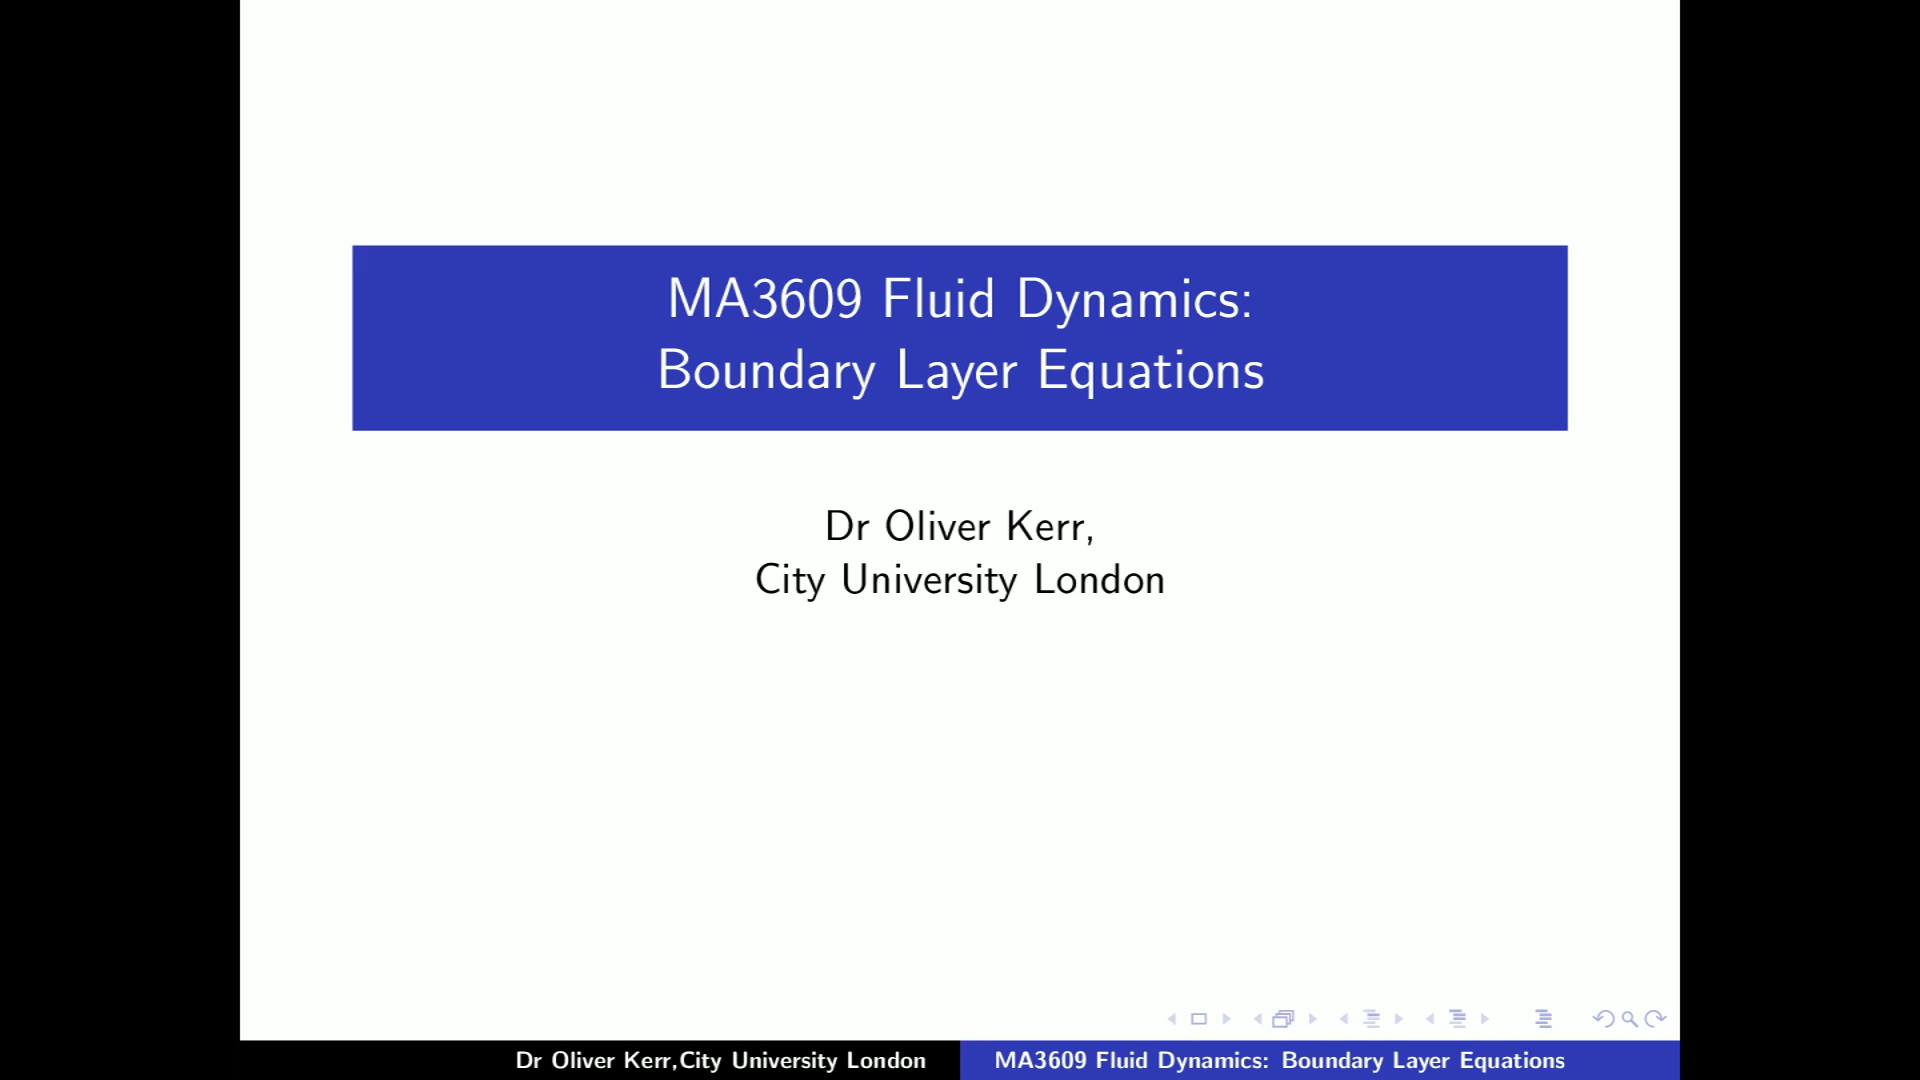 MA3609 Fluid Dynamics:
Boundary Layer Equations
Dr Oliver Kerr,
City University London
Dr Oliver Kerr,City University London
MA3609 Fluid Dynamics: Boundary Layer Equations